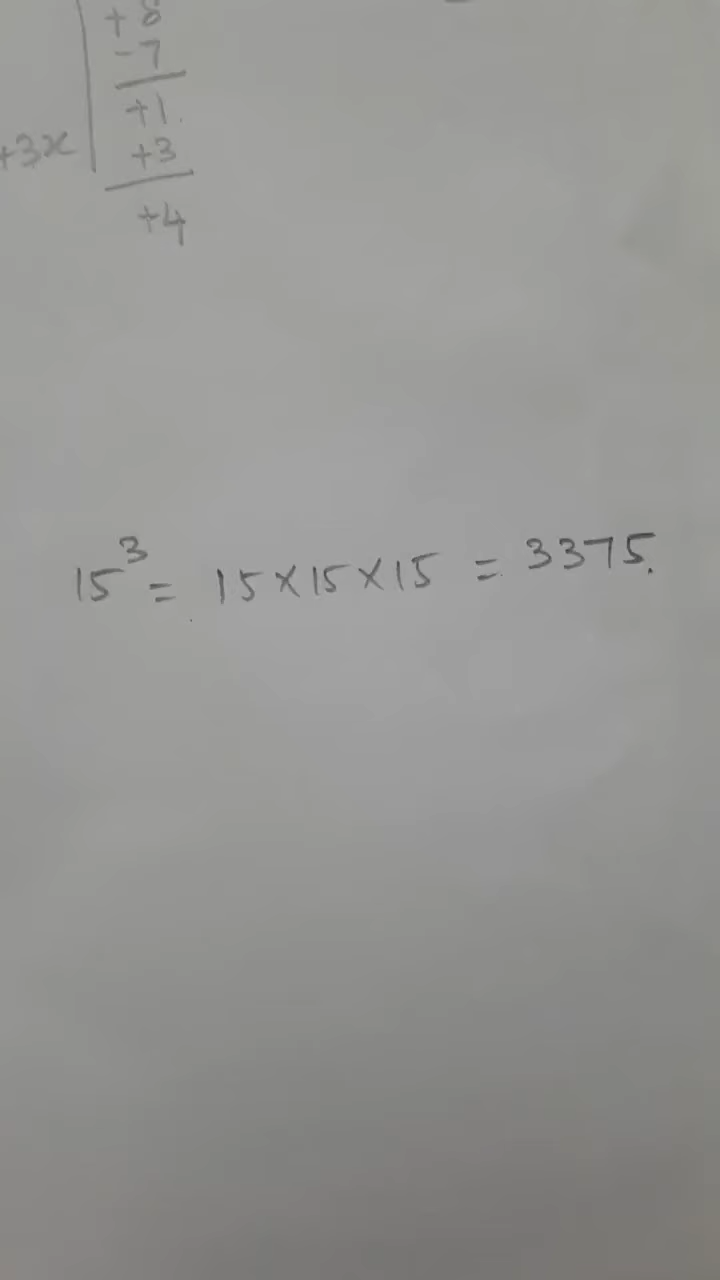 +8
-7
+1.
+3x +3
+4
15³ = 15×15×15 = 3375.